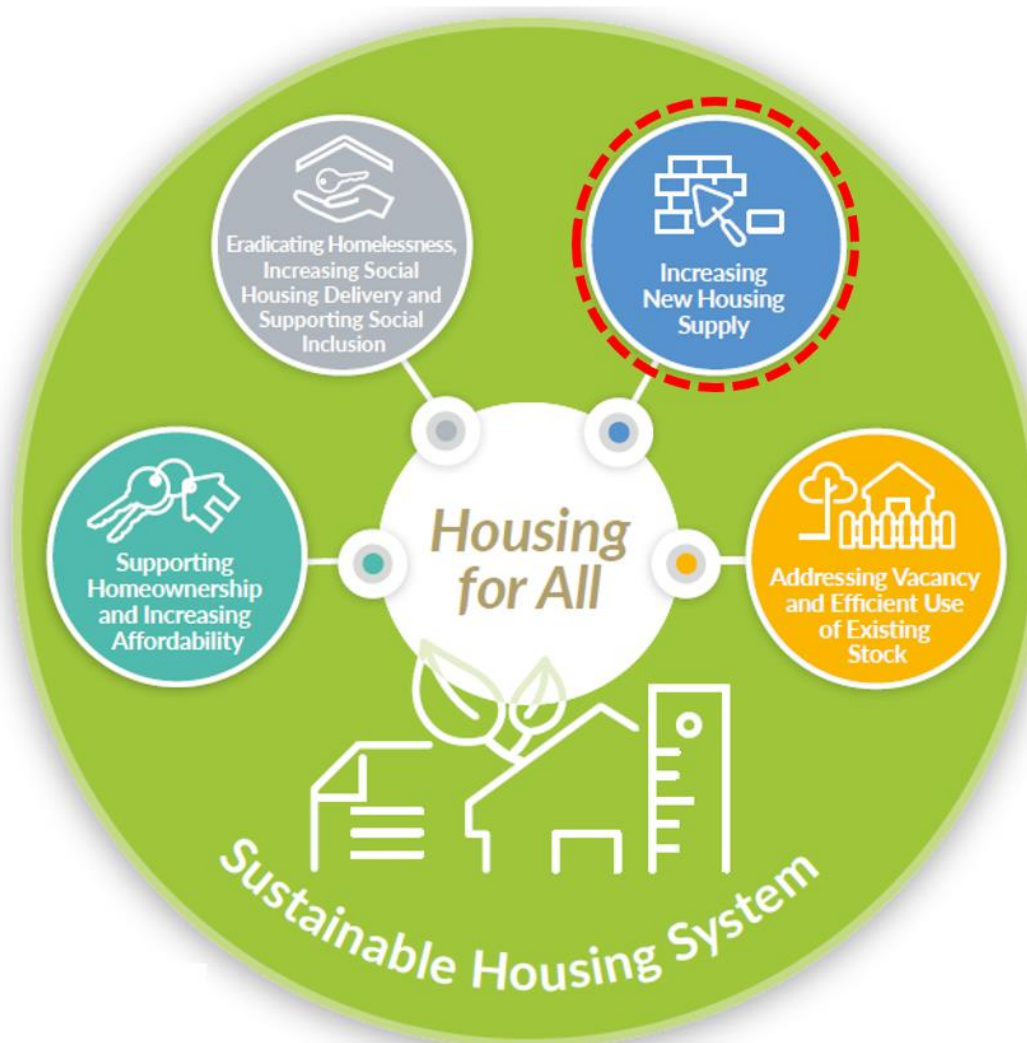 Eradicating Homelessness,
Increasing Social
Housing Delivery and
Supporting Social
Inclusion
Increasing
New Housing
Supply
Supporting
Homeownership
and Increasing
Affordability
Housing
for All
Addressing Vacancy
and Efficient Use
of Existing
Stock
Sustainable Housing System